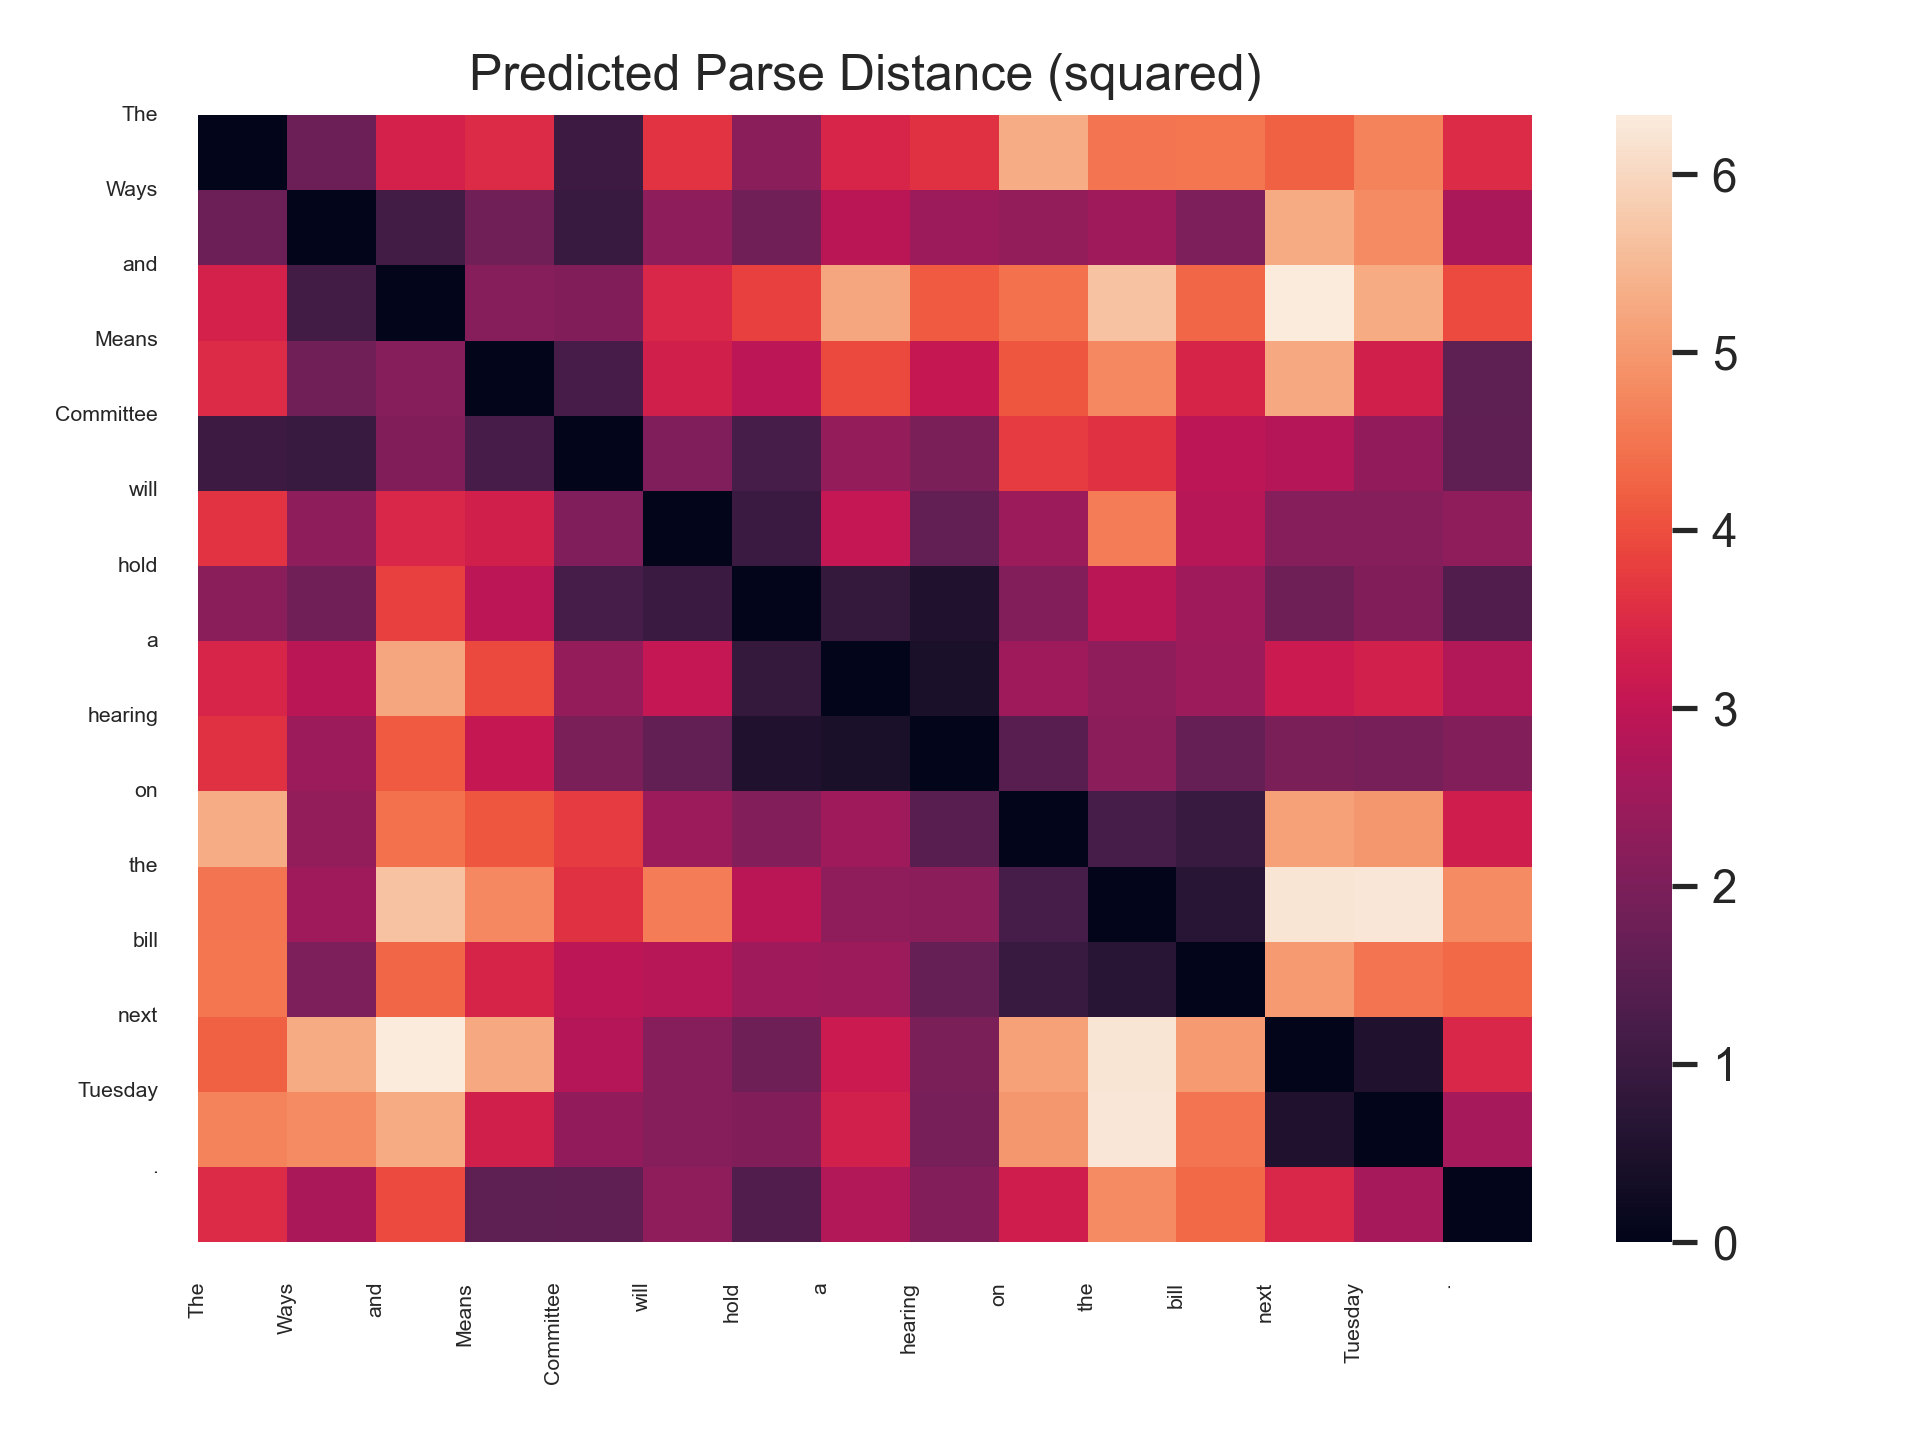 Predicted Parse Distance (squared)
The
Ways
and
Means
Committee
will
hold
a
hearing
on
the
bill
next
Tuesday
.
6
5
4
3
2
1
0
The
Ways
and
Means
Committee
will
hold
a
hearing
on
the
bill
next
Tuesday
.